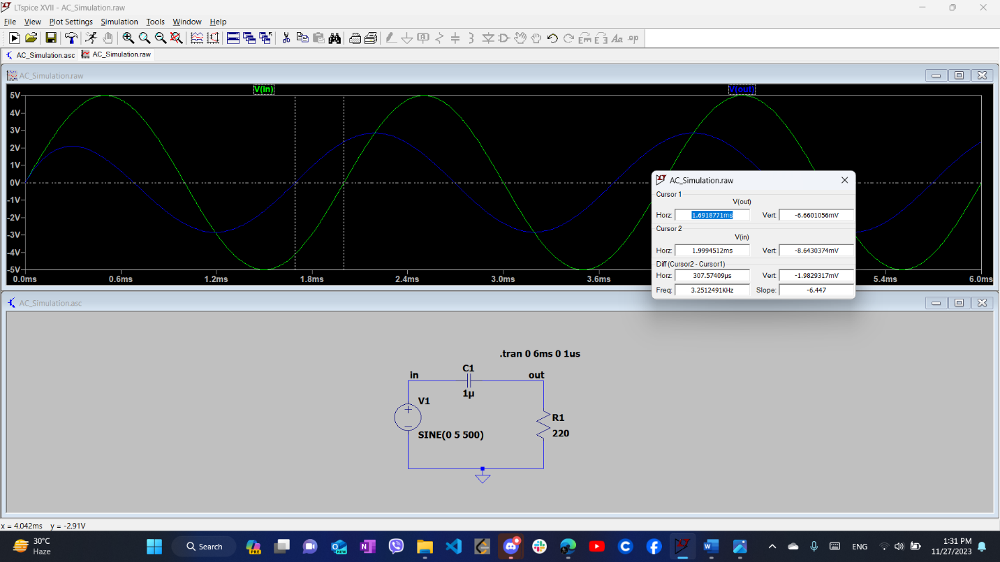 LTspice XVII - AC_Simulation.raw
File View Plot Settings Simulation Tools Window Help
AC_Simulation.asc AC_Simulation.raw
AC_Simulation.raw
V(in) V(out)
5V
4V
3V
2V
1V
0V
-1V
-2V
-3V
-4V
-5V
0.0ms 0.6ms 1.2ms 1.8ms 2.4ms 3.0ms 3.6ms 5.4ms 6.0ms
AC_Simulation.raw
Cursor 1
V(out)
Horz: 1.6918771ms Vert: -6.6601056mV
Cursor 2
V(in)
Horz: 1.9994512ms Vert: -8.6430374mV
Diff (Cursor2 - Cursor1)
Horz: 307.57409µs Vert: -1.9829317mV
Freq: 3.2512491KHz Slope: -6.447
AC_Simulation.asc
.tran 0 6ms 0 1us
in C1 out
1µ
V1
SINE(0 5 500)
R1
220
x = 4.042ms y = -2.91V
30°C
Haze
Search
PRE
NEW
ENG
1:31 PM
11/27/2023